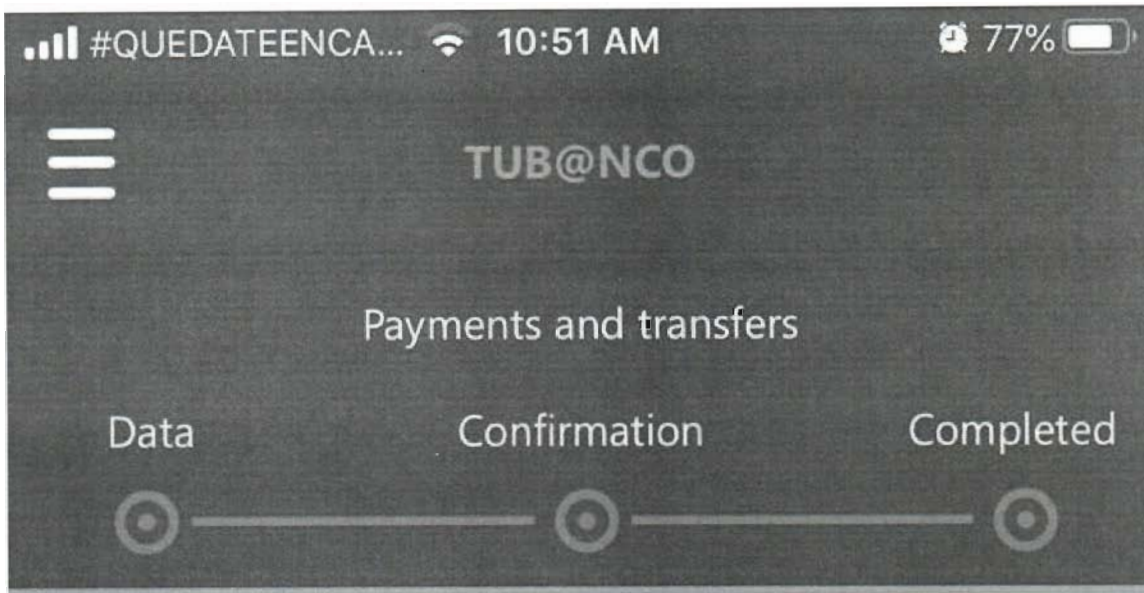 #QUEDATEENCA... 10:51 AM 77%
TUB@NCO
Payments and transfers
Data Confirmation Completed